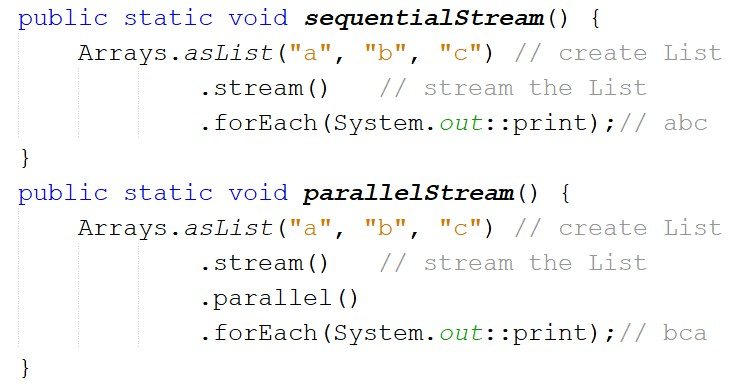 public static void sequentialStream() {
    Arrays.asList("a", "b", "c") // create List
            .stream()   // stream the List
            .forEach(System.out::print);// abc
}
public static void parallelStream() {
    Arrays.asList("a", "b", "c") // create List
            .stream()   // stream the List
            .parallel()
            .forEach(System.out::print);// bca
}